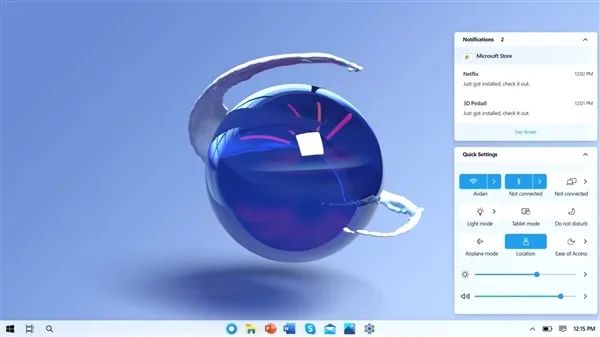 Notifications 2
Microsoft Store
Netflix 12:02 PM
Just got installed, check it out.
3D Pinball 12:01 PM
Just got installed, check it out.
See fewer
Quick Settings
Aidan Not connected Not connected
Light mode Tablet mode Do not disturb
Airplane mode Location Ease of Access
12:15 PM